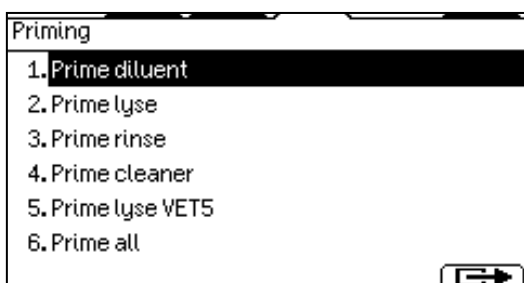 Priming
1. Prime diluent
2. Prime lyse
3. Prime rinse
4. Prime cleaner
5. Prime lyse VET5
6. Prime all